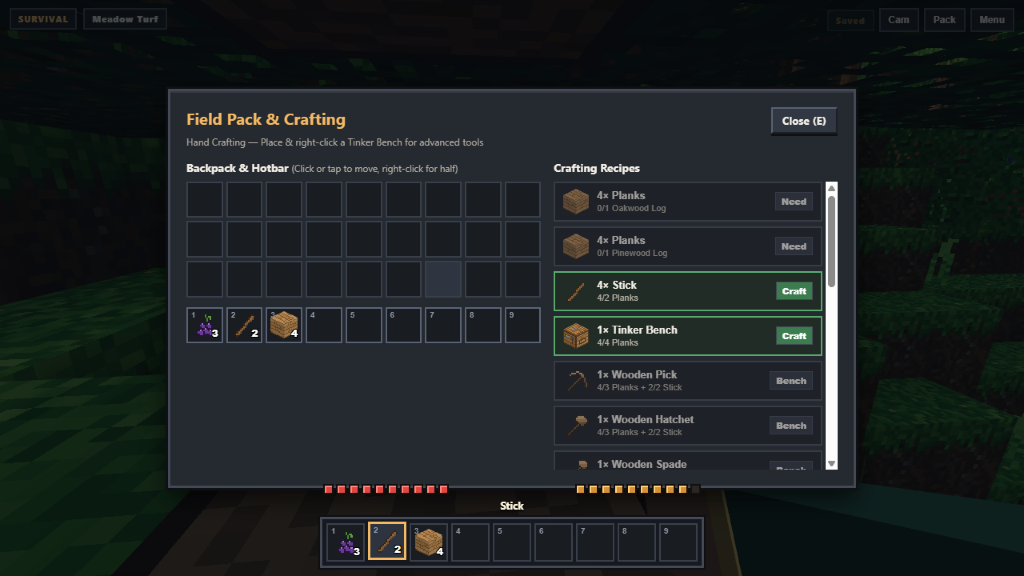 SURVIVAL
Meadow Turf
Saved
Cam
Pack
Menu
Field Pack & Crafting
Close (E)
Hand Crafting — Place & right-click a Tinker Bench for advanced tools
Backpack & Hotbar (Click or tap to move, right-click for half)
Crafting Recipes
4× Planks
0/1 Oakwood Log
Need
4× Planks
0/1 Pinewood Log
Need
4× Stick
4/2 Planks
Craft
1× Tinker Bench
4/4 Planks
Craft
1× Wooden Pick
4/3 Planks + 2/2 Stick
Bench
1× Wooden Hatchet
4/3 Planks + 2/2 Stick
Bench
1× Wooden Spade
Bench
1 3
2 2
3 4
4
5
6
7
8
9
Stick
1 3
2 2
3 4
4
5
6
7
8
9